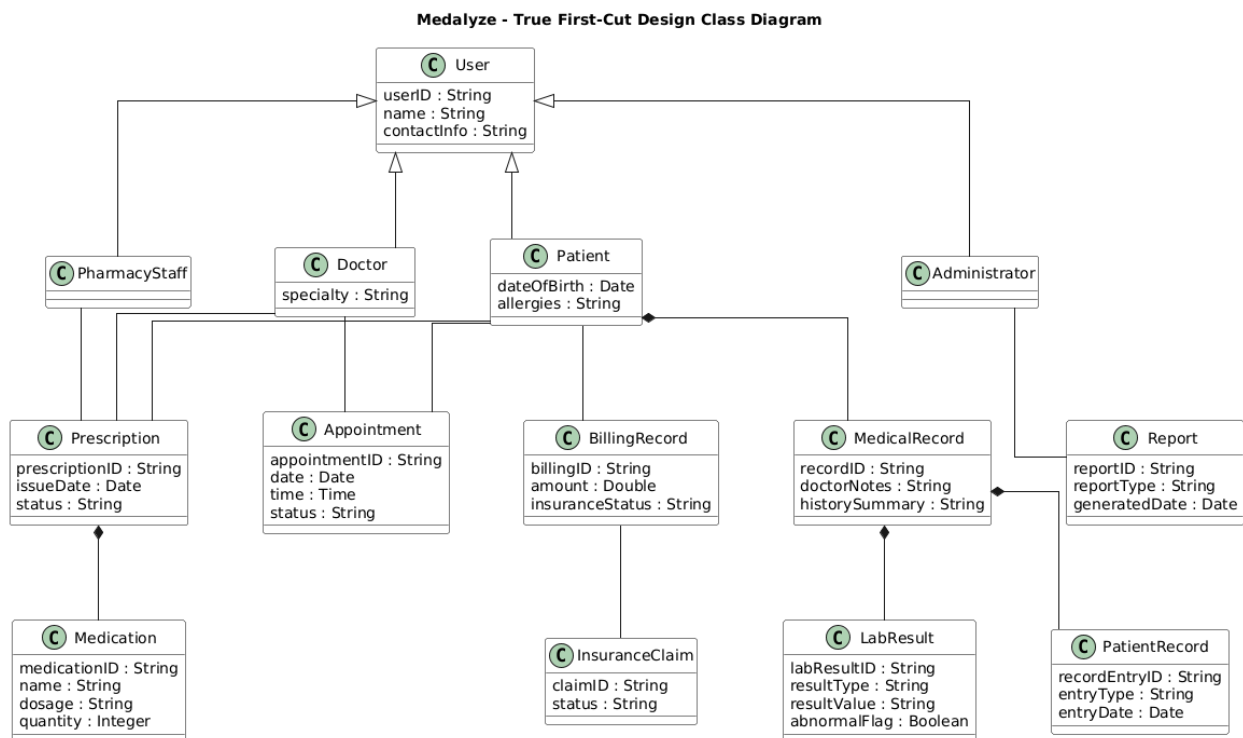 Medalyze - True First-Cut Design Class Diagram
C User
userID : String
name : String
contactInfo : String
C PharmacyStaff
C Doctor
specialty : String
C Patient
dateOfBirth : Date
allergies : String
C Administrator
C Prescription
prescriptionID : String
issueDate : Date
status : String
C Appointment
appointmentID : String
date : Date
time : Time
status : String
C BillingRecord
billingID : String
amount : Double
insuranceStatus : String
C MedicalRecord
recordID : String
doctorNotes : String
historySummary : String
C Report
reportID : String
reportType : String
generatedDate : Date
C Medication
medicationID : String
name : String
dosage : String
quantity : Integer
C InsuranceClaim
claimID : String
status : String
C LabResult
labResultID : String
resultType : String
resultValue : String
abnormalFlag : Boolean
C PatientRecord
recordEntryID : String
entryType : String
entryDate : Date